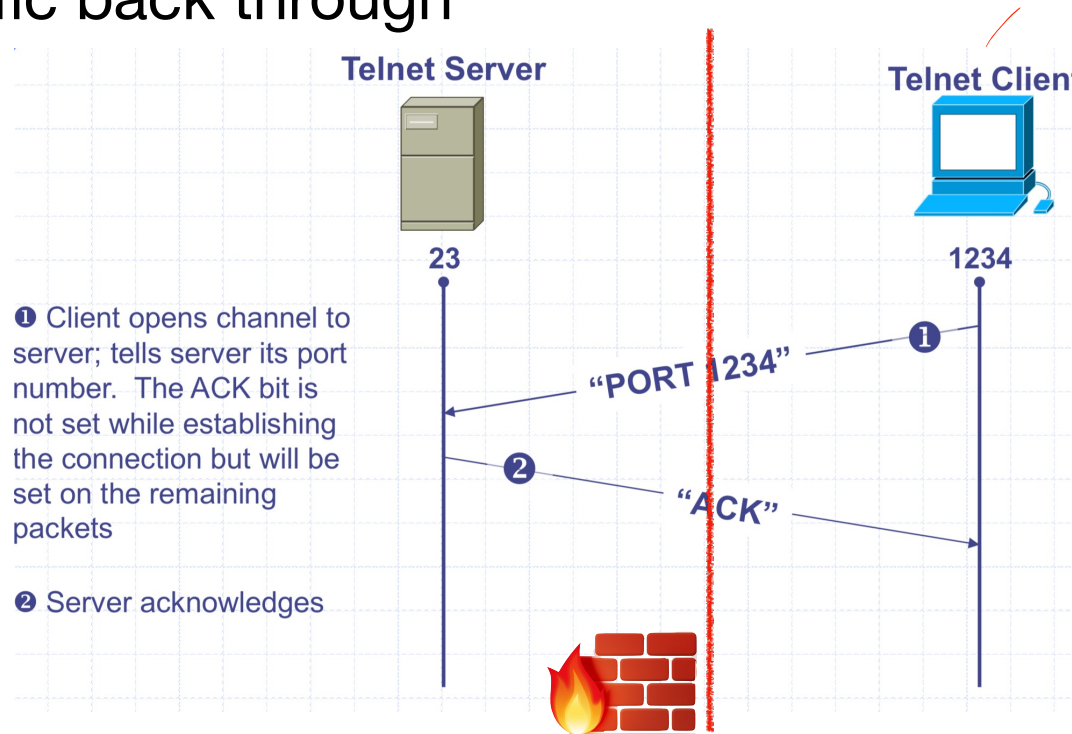 back through
Telnet Server
Telnet
23
1234
❶ Client opens channel to
server; tells server its port
number. The ACK bit is
not set while establishing
the connection but will be
set on the remaining
packets
❶
“PORT 1234”
❷
“ACK”
❷ Server acknowledges